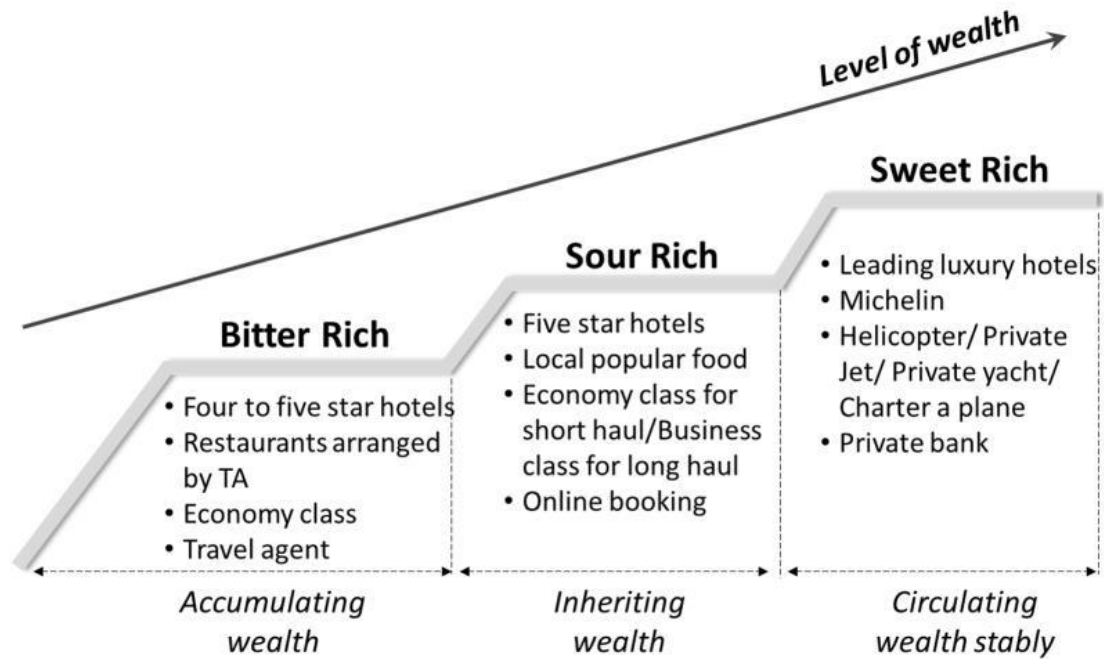 Level of wealth
Sweet Rich
• Leading luxury hotels
• Michelin
• Helicopter/ Private
Jet/ Private yacht/
Charter a plane
• Private bank
Sour Rich
• Five star hotels
• Local popular food
• Economy class for
short haul/Business
class for long haul
• Online booking
Bitter Rich
• Four to five star hotels
• Restaurants arranged
by TA
• Economy class
• Travel agent
Accumulating
wealth
Inheriting
wealth
Circulating
wealth stably